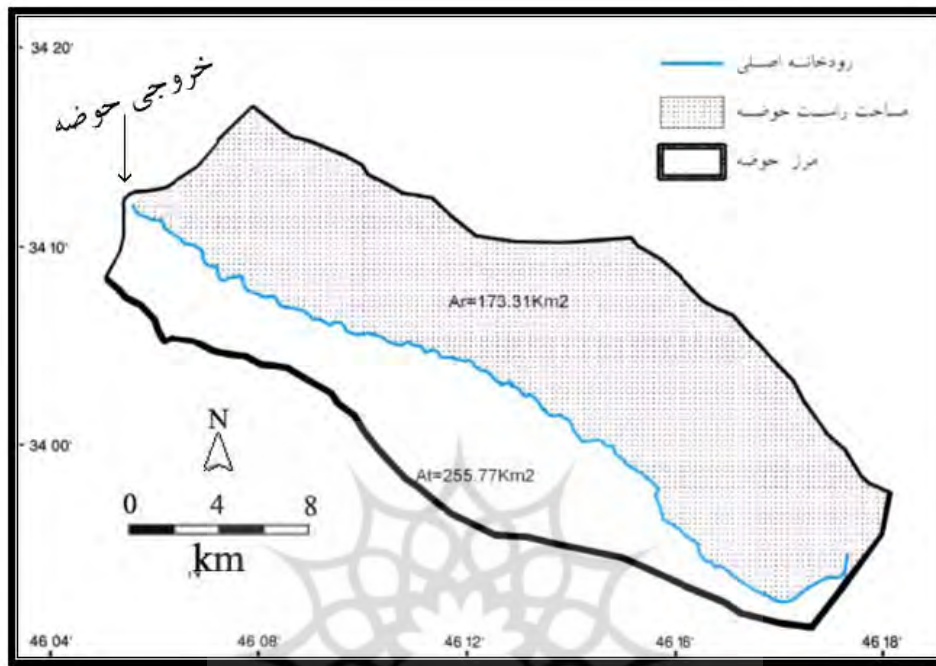 34 20'
34 10'
34 00'
خروجی حوضه
رودخانه اصلی
مساحت راست حوضه
مرز حوضه
Ar=173.31Km2
At=255.77Km2
N
0 4 8
km
46 04 46 08' 46 12' 46 16' 46 18'